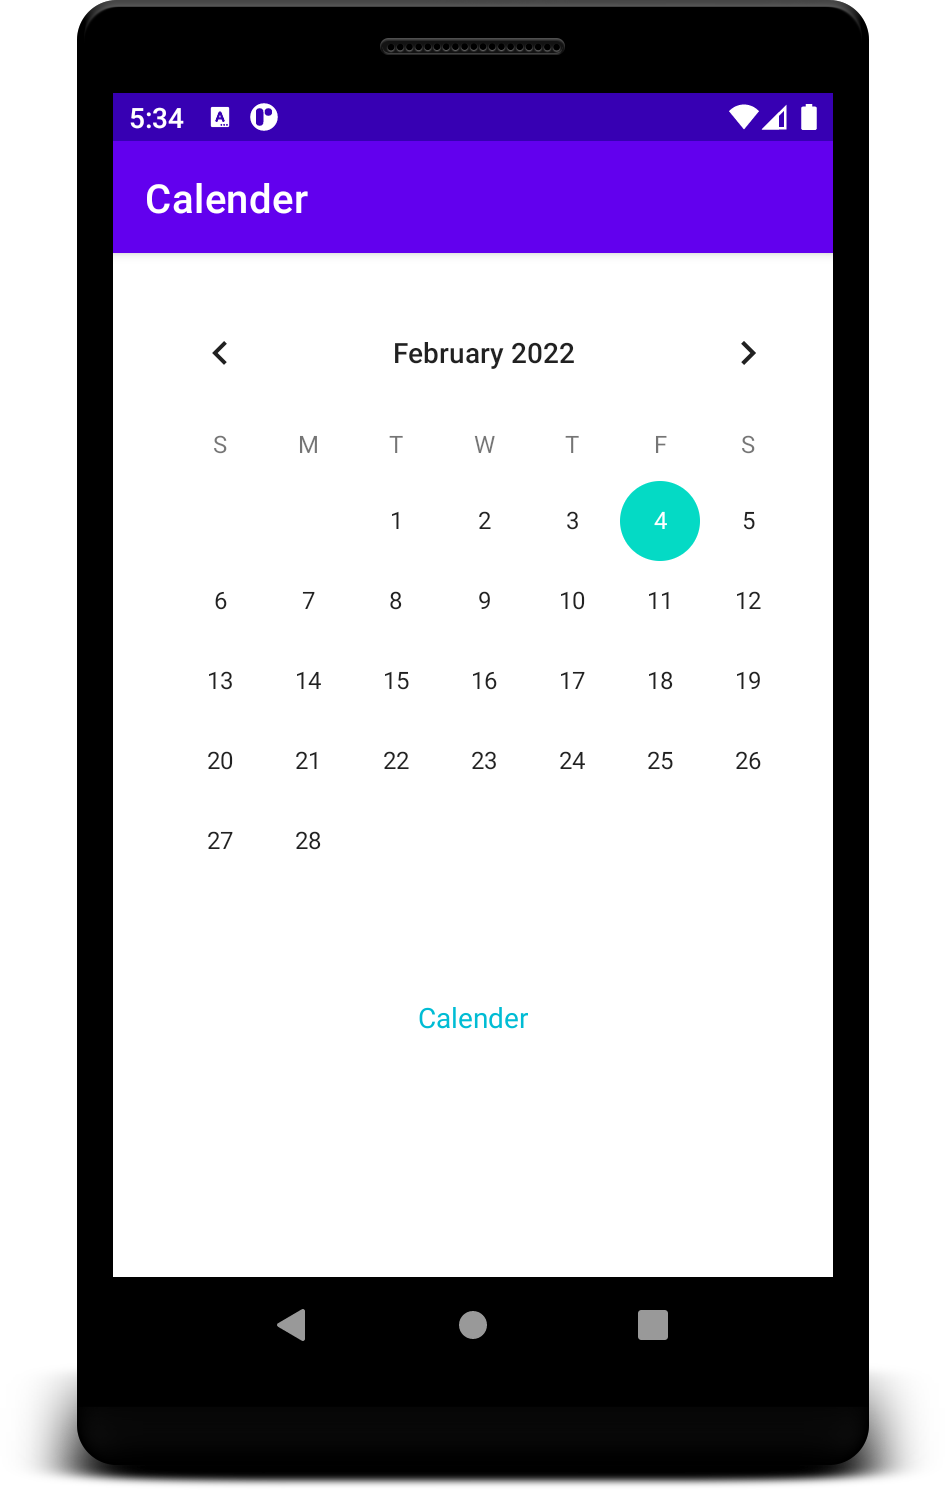 5:34 A
Calender
February 2022
S M T W T F S
1 2 3 4 5
6 7 8 9 10 11 12
13 14 15 16 17 18 19
20 21 22 23 24 25 26
27 28
Calender